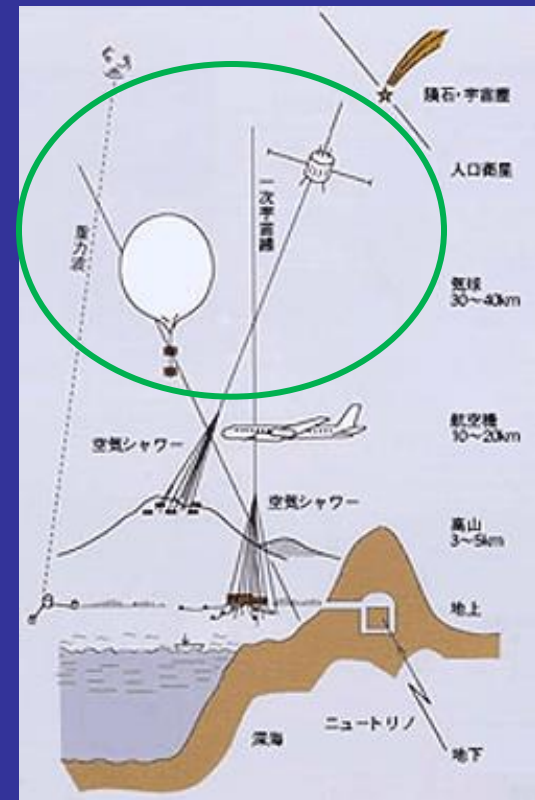 隕石・宇宙塵
人口衛星
一次宇宙線
重力波
気球
30～40km
航空機
10～20km
空気シャワー
空気シャワー
高山
3～5km
地上
ニュートリノ
深海
地下